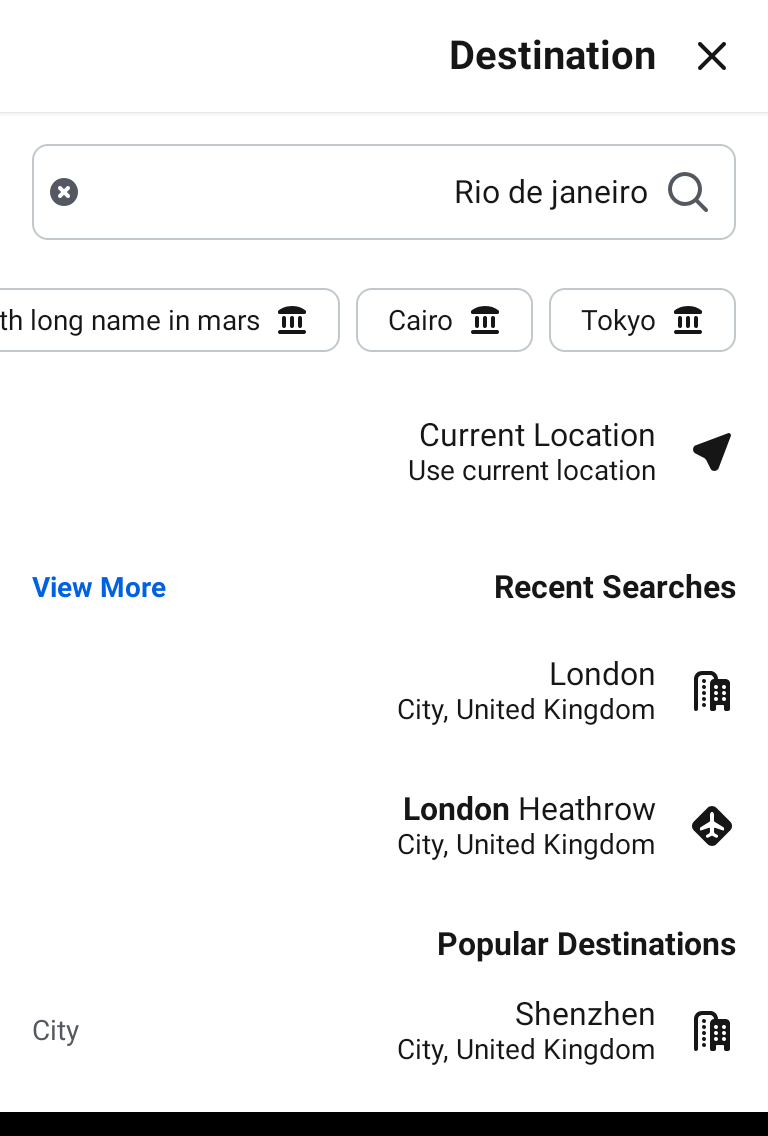 Destination
Rio de janeiro
Tokyo
Cairo
th long name in mars
Current Location
Use current location
Recent Searches
View More
London
City, United Kingdom
London Heathrow
City, United Kingdom
Popular Destinations
Shenzhen
City, United Kingdom
City